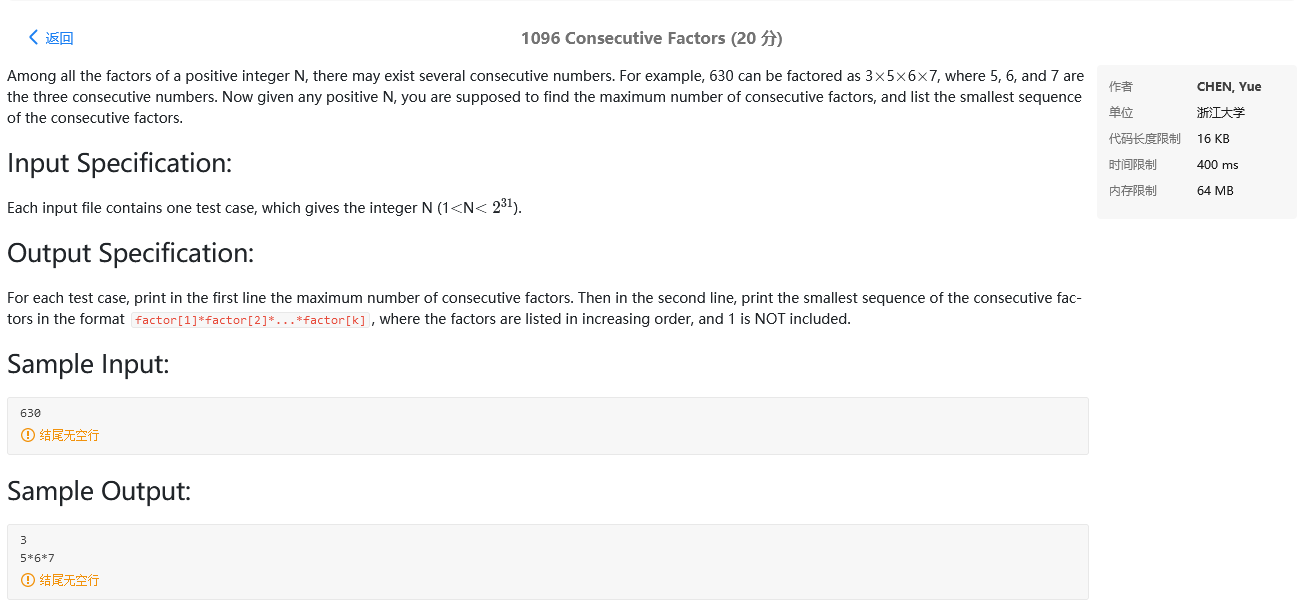 返回
1096 Consecutive Factors (20 分)
Among all the factors of a positive integer N, there may exist several consecutive numbers. For example, 630 can be factored as 3×5×6×7, where 5, 6, and 7 are
the three consecutive numbers. Now given any positive N, you are supposed to find the maximum number of consecutive factors, and list the smallest sequence
of the consecutive factors.
作者 CHEN, Yue
单位 浙江大学
代码长度限制 16 KB
时间限制 400 ms
内存限制 64 MB
Input Specification:
Each input file contains one test case, which gives the integer N (1<N< 2³¹).
Output Specification:
For each test case, print in the first line the maximum number of consecutive factors. Then in the second line, print the smallest sequence of the consecutive fac-
tors in the format factor[1]*factor[2]*...*factor[k], where the factors are listed in increasing order, and 1 is NOT included.
Sample Input:
630
结尾无空行
Sample Output:
3
5*6*7
结尾无空行